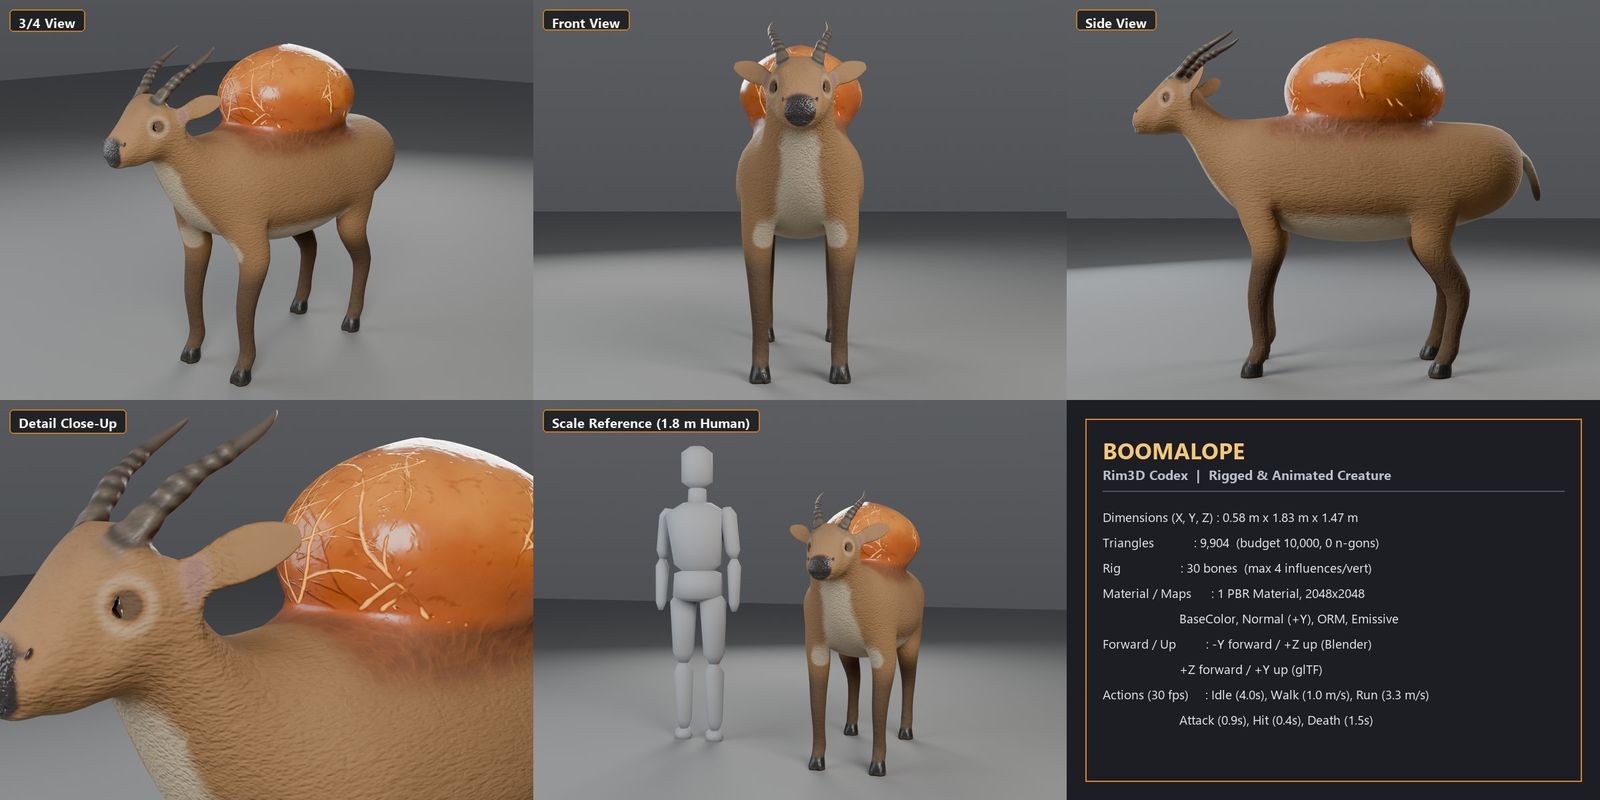 3/4 View
Front View
Side View
Detail Close-Up
Scale Reference (1.8 m Human)
BOOMALOPE
Rim3D Codex | Rigged & Animated Creature
Dimensions (X, Y, Z) : 0.58 m x 1.83 m x 1.47 m
Triangles : 9,904 (budget 10,000, 0 n-gons)
Rig : 30 bones (max 4 influences/vert)
Material / Maps : 1 PBR Material, 2048x2048
BaseColor, Normal (+Y), ORM, Emissive
Forward / Up : -Y forward / +Z up (Blender)
+Z forward / +Y up (glTF)
Actions (30 fps) : Idle (4.0s), Walk (1.0 m/s), Run (3.3 m/s)
Attack (0.9s), Hit (0.4s), Death (1.5s)